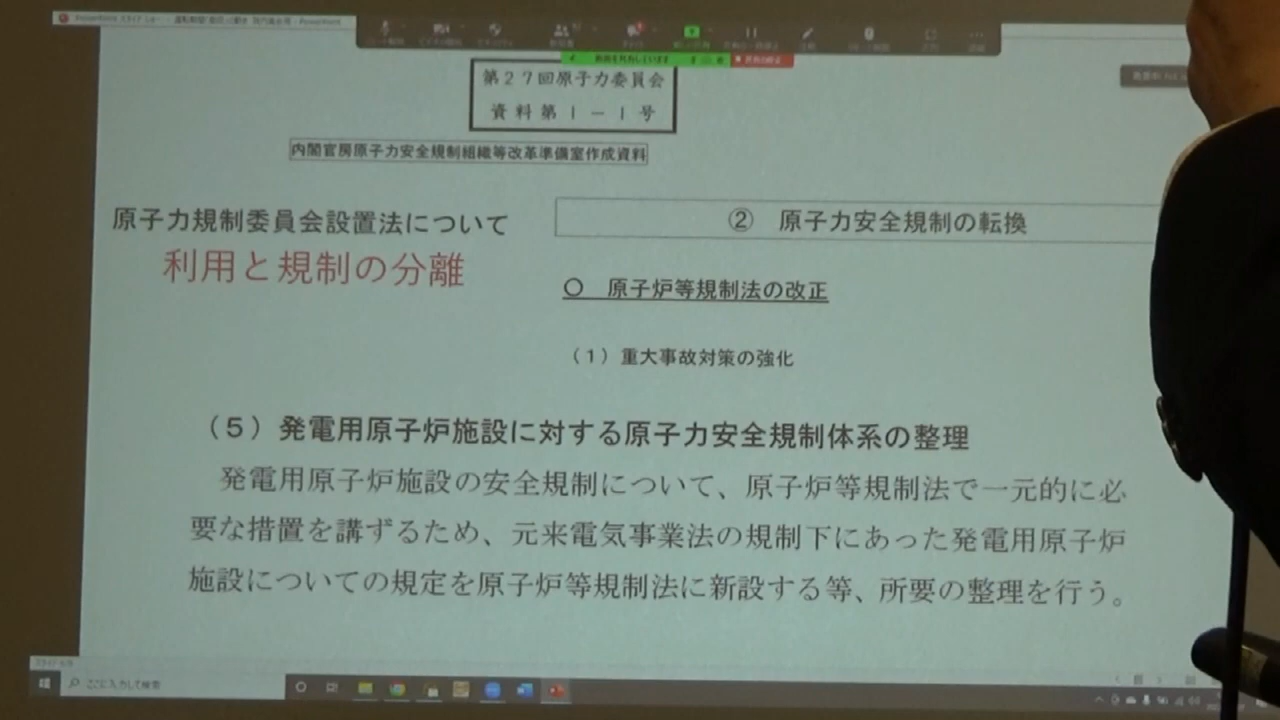 第２７回原子力委員会
資料第１－１号
内閣官房原子力安全規制組織等改革準備室作成資料
原子力規制委員会設置法について
利用と規制の分離
② 原子力安全規制の転換
○ 原子炉等規制法の改正
（１）重大事故対策の強化
（５）発電用原子炉施設に対する原子力安全規制体系の整理
発電用原子炉施設の安全規制について、原子炉等規制法で一元的に必
要な措置を講ずるため、元来電気事業法の規制下にあった発電用原子炉
施設についての規定を原子炉等規制法に新設する等、所要の整理を行う。
ここに入力して検索